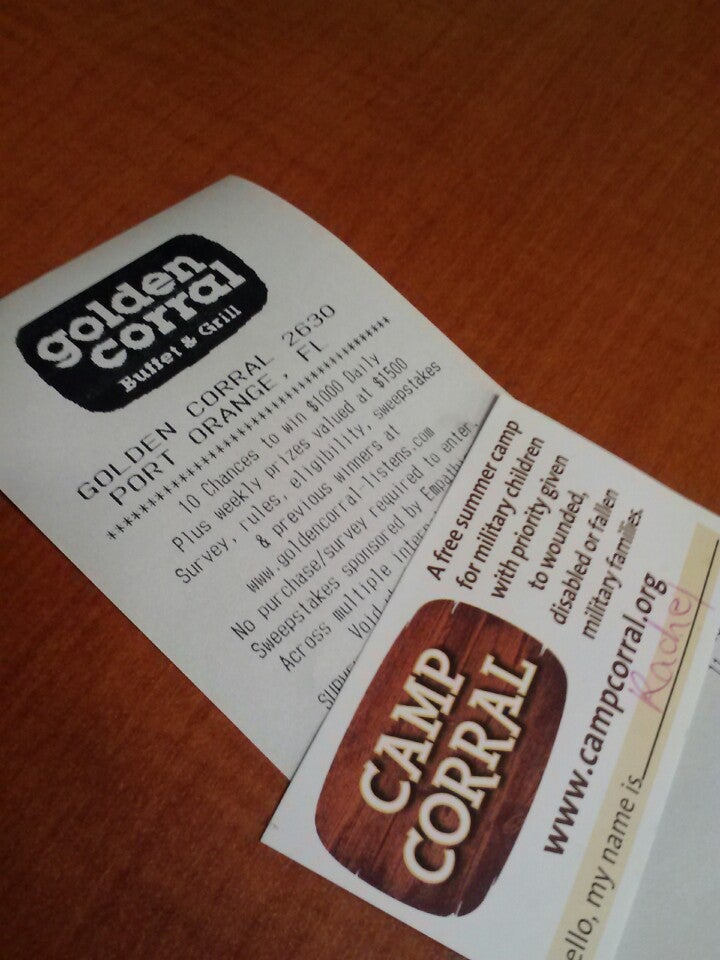 golden
corral
Buffet & Grill
GOLDEN CORRAL 2630
PORT ORANGE, FL
****************************************
10 Chances to win $1000 Daily
Plus weekly prizes valued at $1500
Survey, rules, eligibility, sweepstakes
& previous winners at
www.goldencorral-listens.com
No purchase/survey required to enter.
Sweepstakes sponsored by
Across multiple
Void
A free summer camp
for military children
with priority given
to wounded,
disabled or fallen
military families.
CAMP
CORRAL
www.campcorral.org
ello, my name is Rachel